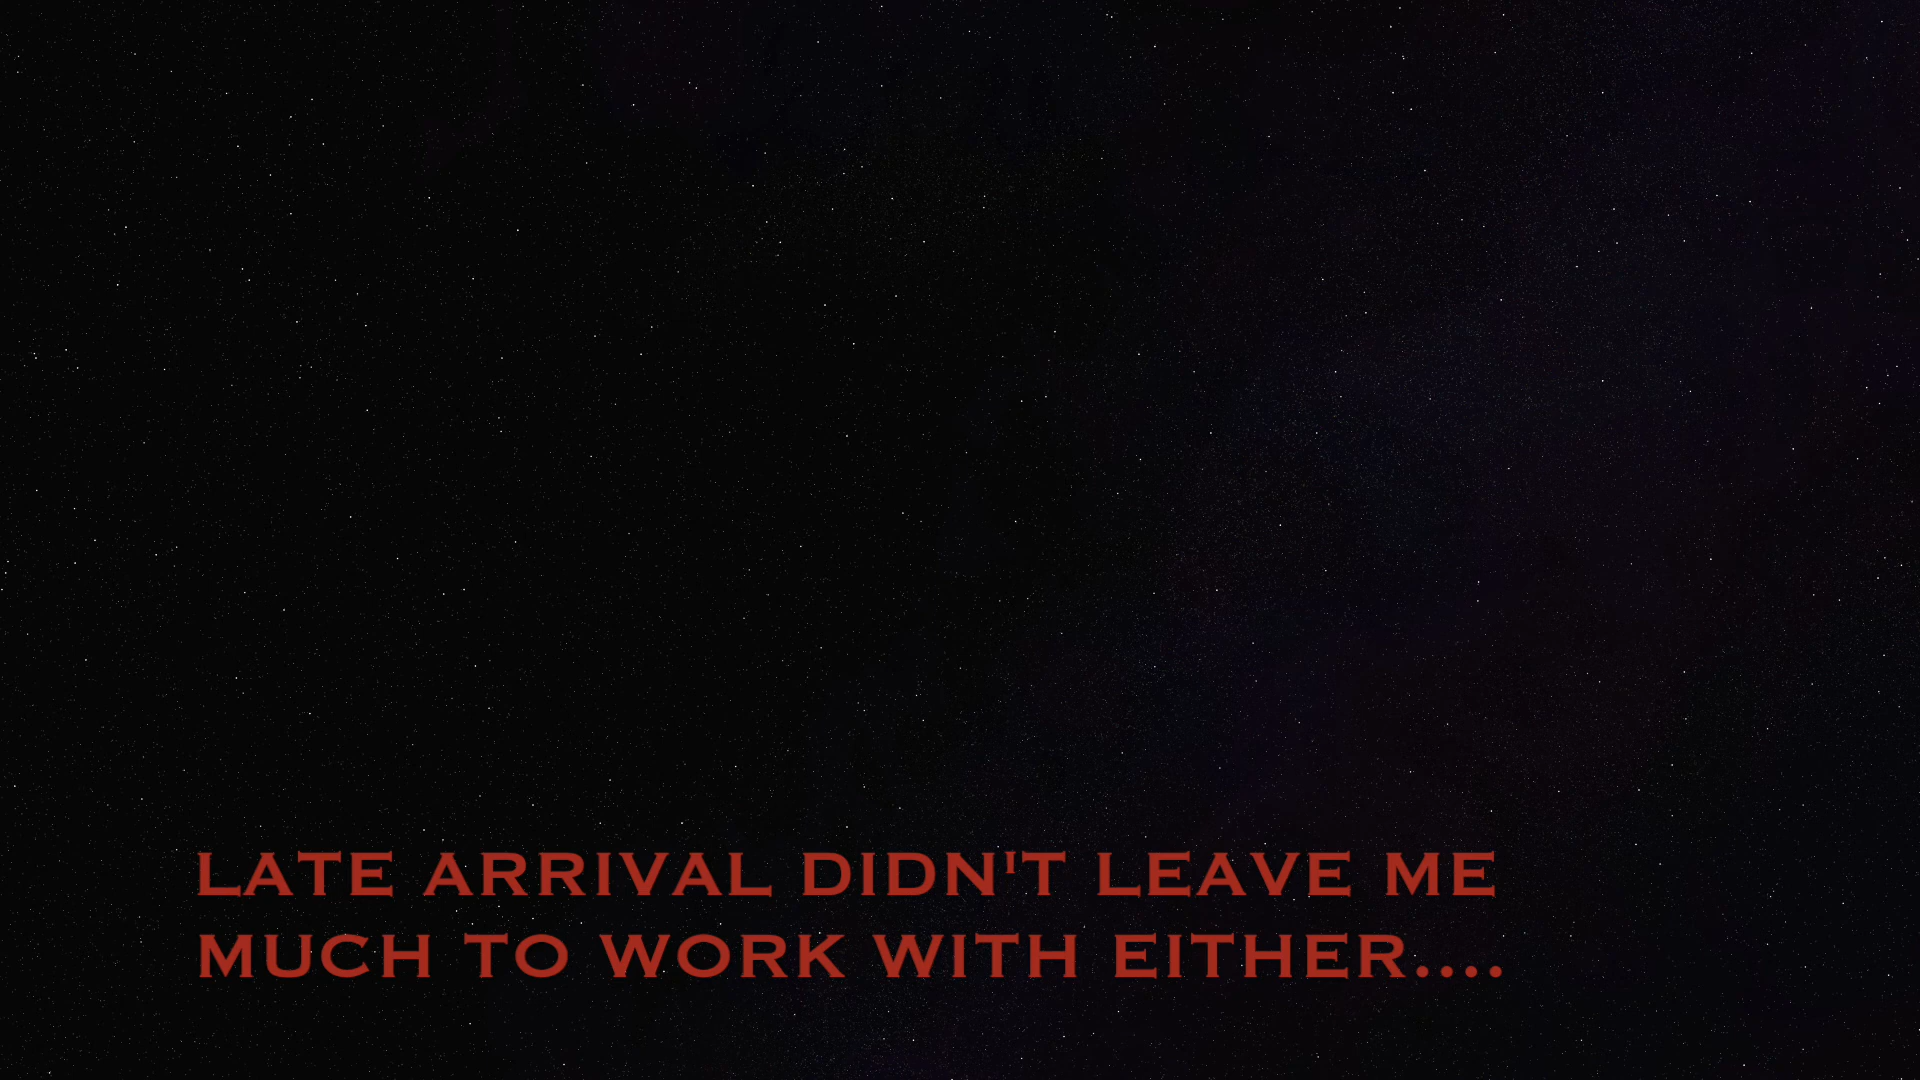 LATE ARRIVAL DIDN'T LEAVE ME
MUCH TO WORK WITH EITHER....